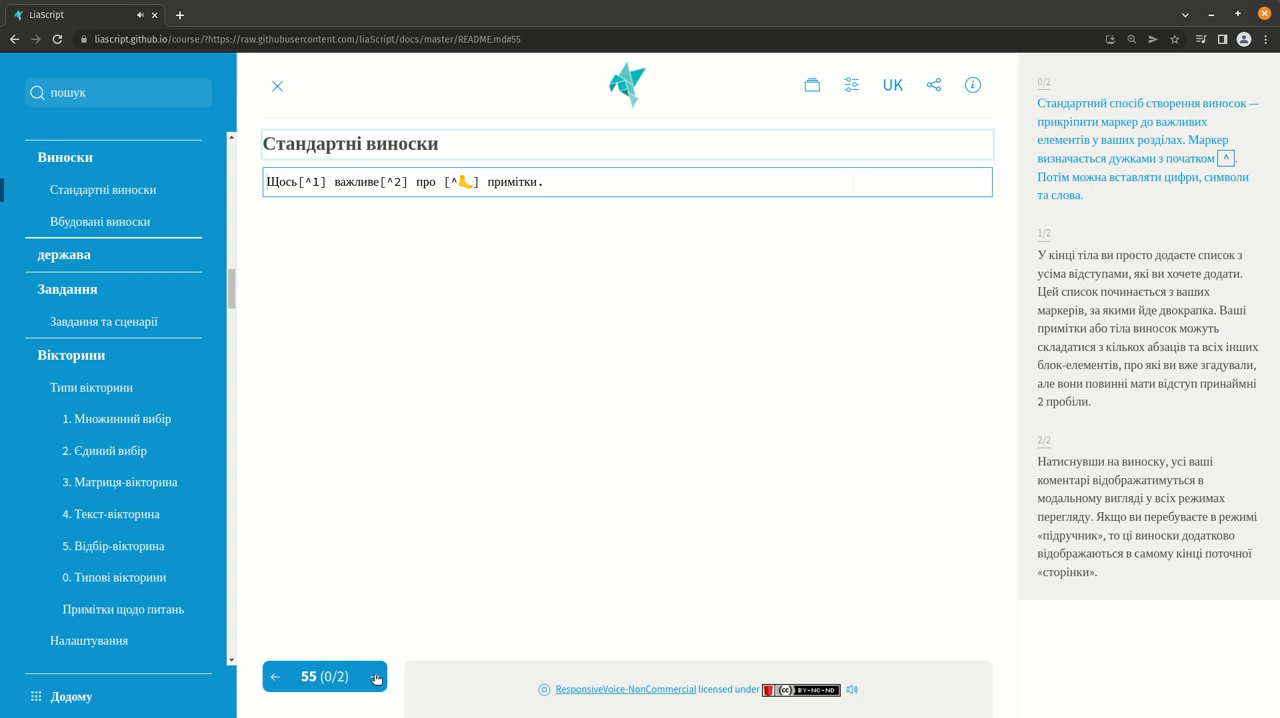 LiaScript
liascript.github.io/course/?https://raw.githubusercontent.com/liaScript/docs/master/README.md#55
пошук
Виноски
Стандартні виноски
Вбудовані виноски
держава
Завдання
Завдання та сценарії
Вікторини
Типи вікторини
1. Множинний вибір
2. Єдиний вибір
3. Матриця-вікторина
4. Текст-вікторина
5. Відбір-вікторина
0. Типові вікторини
Примітки щодо питань
Налаштування
Додому
UK
Стандартні виноски
Щось[^1] важливе[^2] про [^🦶] примітки.
55 (0/2)
ResponsiveVoice-NonCommercial licensed under
cc BY-NC-ND
0/2
Стандартний спосіб створення виносок —
прикріпити маркер до важливих
елементів у ваших розділах. Маркер
визначається дужками з початком ^.
Потім можна вставляти цифри, символи
та слова.
1/2
У кінці тіла ви просто додаєте список з
усіма відступами, які ви хочете додати.
Цей список починається з ваших
маркерів, за якими йде двокрапка. Ваші
примітки або тіла виносок можуть
складатися з кількох абзаців та всіх інших
блок-елементів, про які ви вже згадували,
але вони повинні мати відступ принаймні
2 пробіли.
2/2
Натиснувши на виноску, усі ваші
коментарі відображатимуться в
модальному вигляді у всіх режимах
перегляду. Якщо ви перебуваєте в режимі
«підручник», то ці виноски додатково
відображаються в самому кінці поточної
«сторінки».